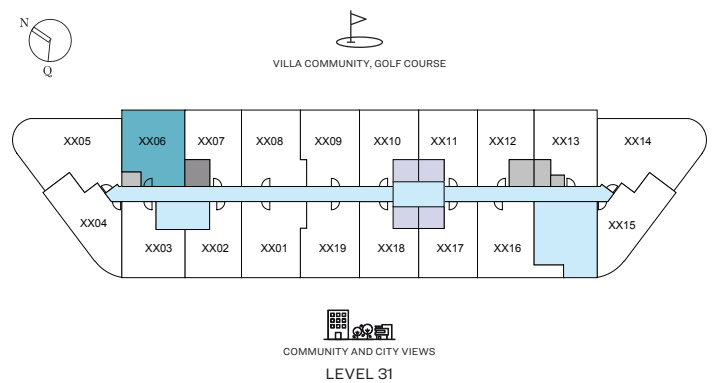 N
Q
VILLA COMMUNITY, GOLF COURSE
XX05
XX06
XX07
XX08
XX09
XX10
XX11
XX12
XX13
XX14
XX04
XX03
XX02
XX01
XX19
XX18
XX17
XX16
XX15
COMMUNITY AND CITY VIEWS
LEVEL 31